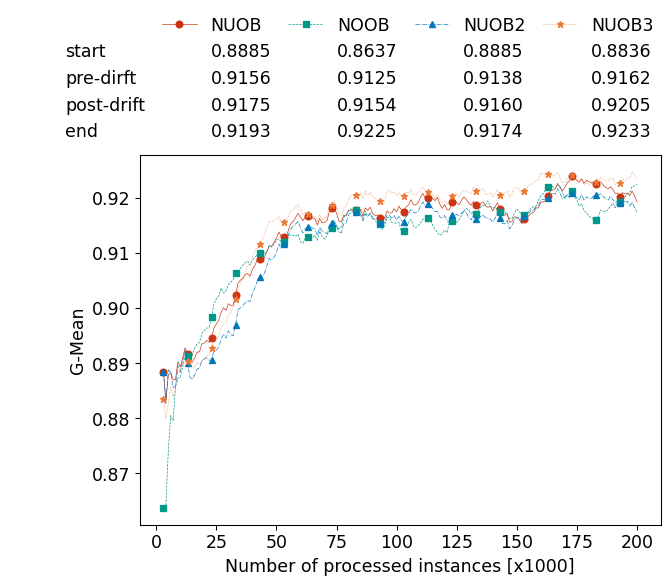 NUOB NOOB NUOB2 NUOB3
start 0.8885 0.8637 0.8885 0.8836
pre-dirft 0.9156 0.9125 0.9138 0.9162
post-drift 0.9175 0.9154 0.9160 0.9205
end 0.9193 0.9225 0.9174 0.9233
0.92
0.91
0.90
0.89
0.88
0.87
G-Mean
0 25 50 75 100 125 150 175 200
Number of processed instances [x1000]